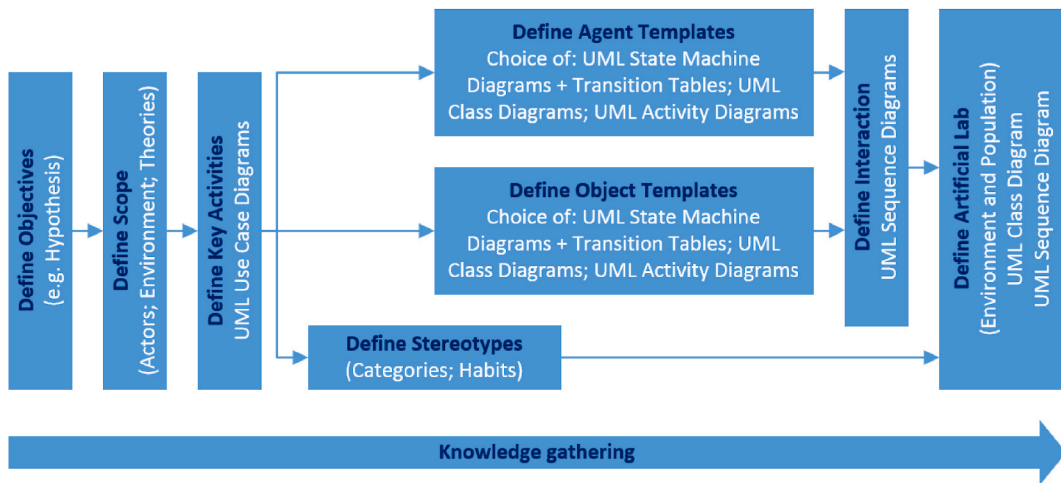 Define Objectives
(e.g. Hypothesis)
Define Scope
(Actors; Environment; Theories)
Define Key Activities
UML Use Case Diagrams
Define Agent Templates
Choice of: UML State Machine
Diagrams + Transition Tables; UML
Class Diagrams; UML Activity Diagrams
Define Object Templates
Choice of: UML State Machine
Diagrams + Transition Tables; UML
Class Diagrams; UML Activity Diagrams
Define Stereotypes
(Categories; Habits)
Define Interaction
UML Sequence Diagrams
Define Artificial Lab
(Environment and Population)
UML Class Diagram
UML Sequence Diagram
Knowledge gathering